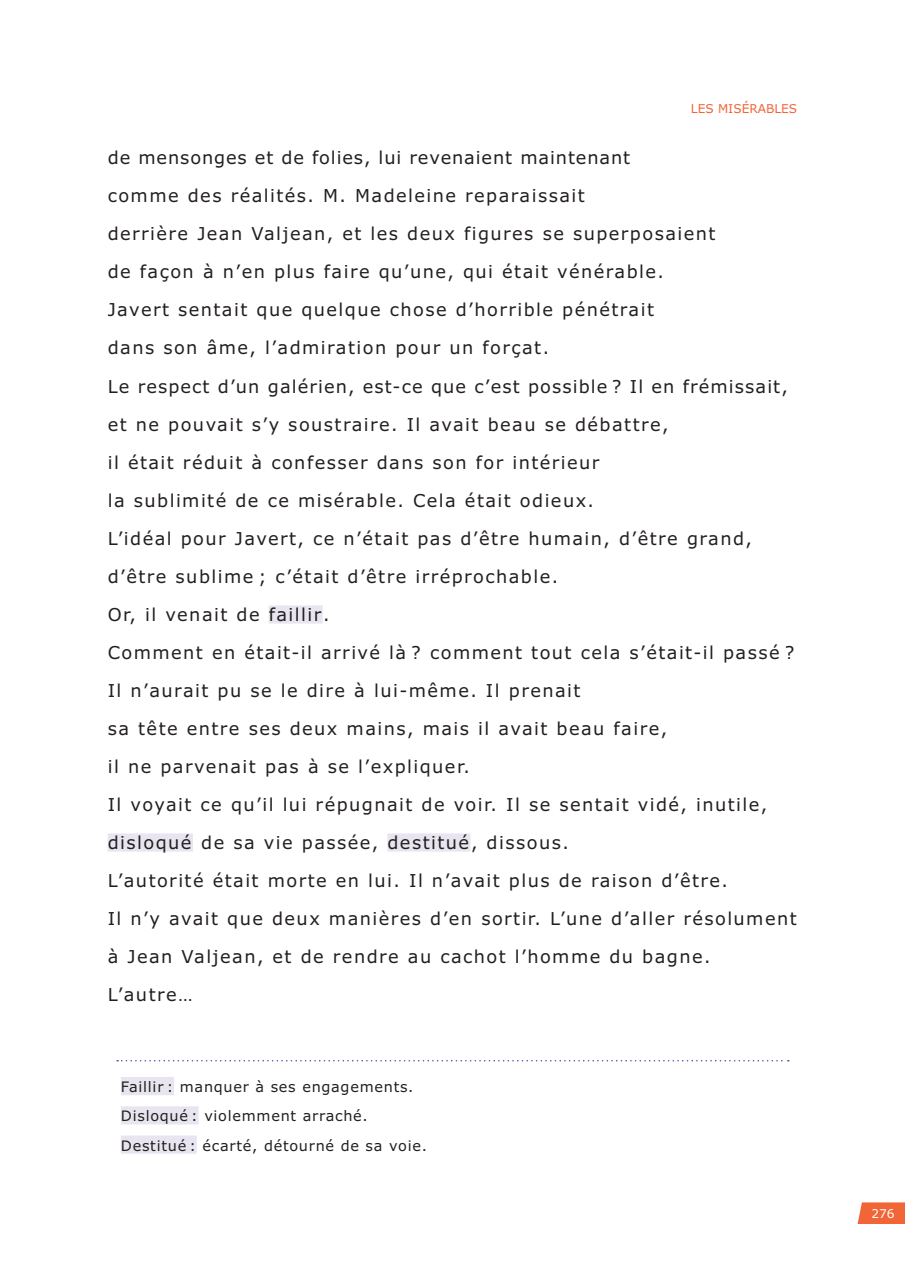 LES MISÉRABLES
de mensonges et de folies, lui revenaient maintenant
comme des réalités. M. Madeleine reparaissait
derrière Jean Valjean, et les deux figures se superposaient
de façon à n’en plus faire qu’une, qui était vénérable.
Javert sentait que quelque chose d’horrible pénétrait
dans son âme, l’admiration pour un forçat.
Le respect d’un galérien, est-ce que c’est possible ? Il en frémissait,
et ne pouvait s’y soustraire. Il avait beau se débattre,
il était réduit à confesser dans son for intérieur
la sublimité de ce misérable. Cela était odieux.
L’idéal pour Javert, ce n’était pas d’être humain, d’être grand,
d’être sublime ; c’était d’être irréprochable.
Or, il venait de faillir.
Comment en était-il arrivé là ? comment tout cela s’était-il passé ?
Il n’aurait pu se le dire à lui-même. Il prenait
sa tête entre ses deux mains, mais il avait beau faire,
il ne parvenait pas à se l’expliquer.
Il voyait ce qu’il lui répugnait de voir. Il se sentait vidé, inutile,
disloqué de sa vie passée, destitué, dissous.
L’autorité était morte en lui. Il n’avait plus de raison d’être.
Il n’y avait que deux manières d’en sortir. L’une d’aller résolument
à Jean Valjean, et de rendre au cachot l’homme du bagne.
L’autre…
Faillir : manquer à ses engagements.
Disloqué : violemment arraché.
Destitué : écarté, détourné de sa voie.
276